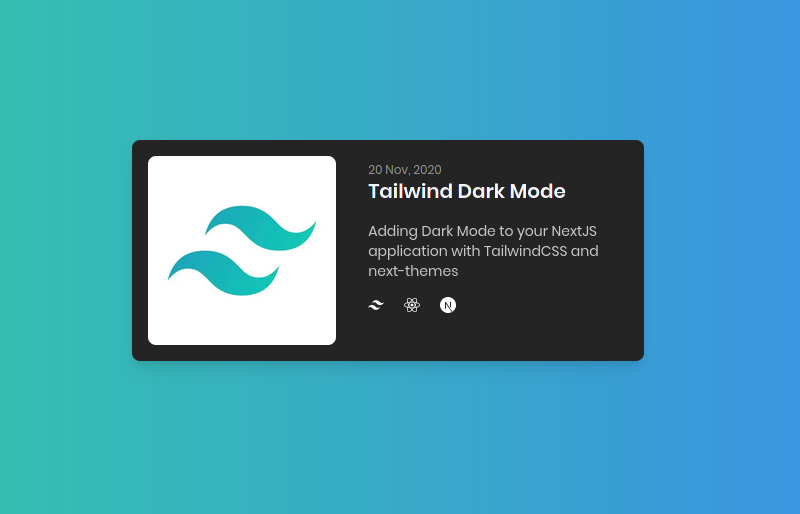 20 Nov, 2020
Tailwind Dark Mode
Adding Dark Mode to your NextJS
application with TailwindCSS and
next-themes
N